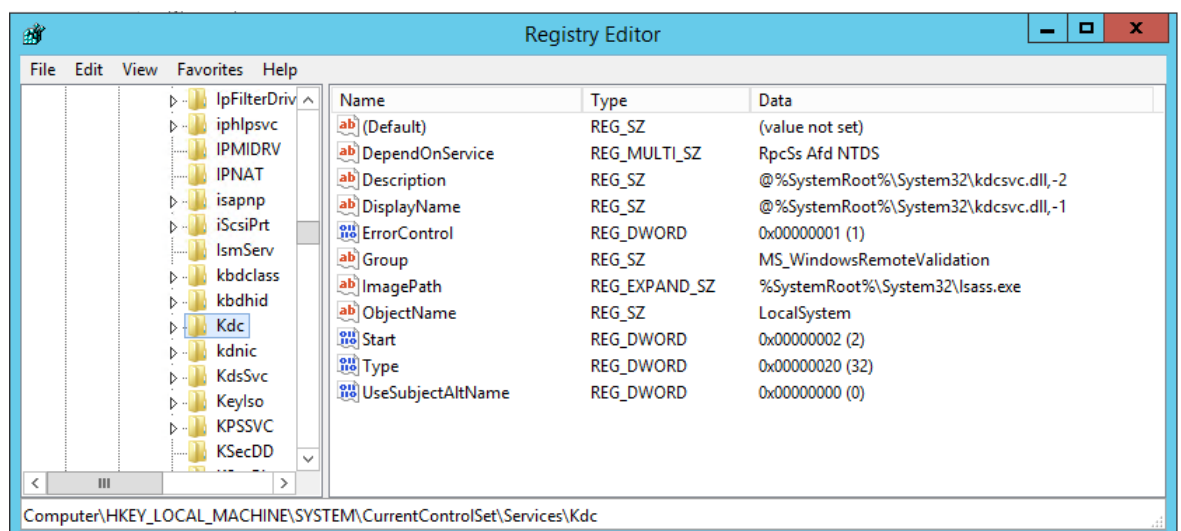 Registry Editor
File Edit View Favorites Help
IpFilterDriv
iphlpsvc
IPMIDRV
IPNAT
isapnp
iScsiPrt
IsmServ
kbdclass
kbdhid
Kdc
kdnic
KdsSvc
KeyIso
KPSSVC
KSecDD
Name Type Data
(Default) REG_SZ (value not set)
DependOnService REG_MULTI_SZ RpcSs Afd NTDS
Description REG_SZ @%SystemRoot%\System32\kdcsvc.dll,-2
DisplayName REG_SZ @%SystemRoot%\System32\kdcsvc.dll,-1
ErrorControl REG_DWORD 0x00000001 (1)
Group REG_SZ MS_WindowsRemoteValidation
ImagePath REG_EXPAND_SZ %SystemRoot%\System32\lsass.exe
ObjectName REG_SZ LocalSystem
Start REG_DWORD 0x00000002 (2)
Type REG_DWORD 0x00000020 (32)
UseSubjectAltName REG_DWORD 0x00000000 (0)
Computer\HKEY_LOCAL_MACHINE\SYSTEM\CurrentControlSet\Services\Kdc